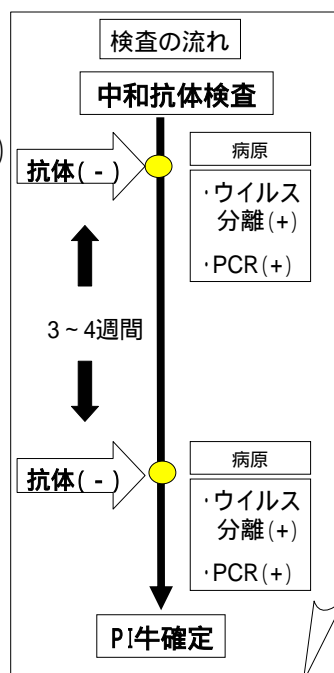 検査の流れ
中和抗体検査
)
抗体(-)
病原
・ウイルス
分離(+)
・PCR(+)
3～4週間
抗体(-)
病原
・ウイルス
分離(+)
・PCR(+)
PI牛確定